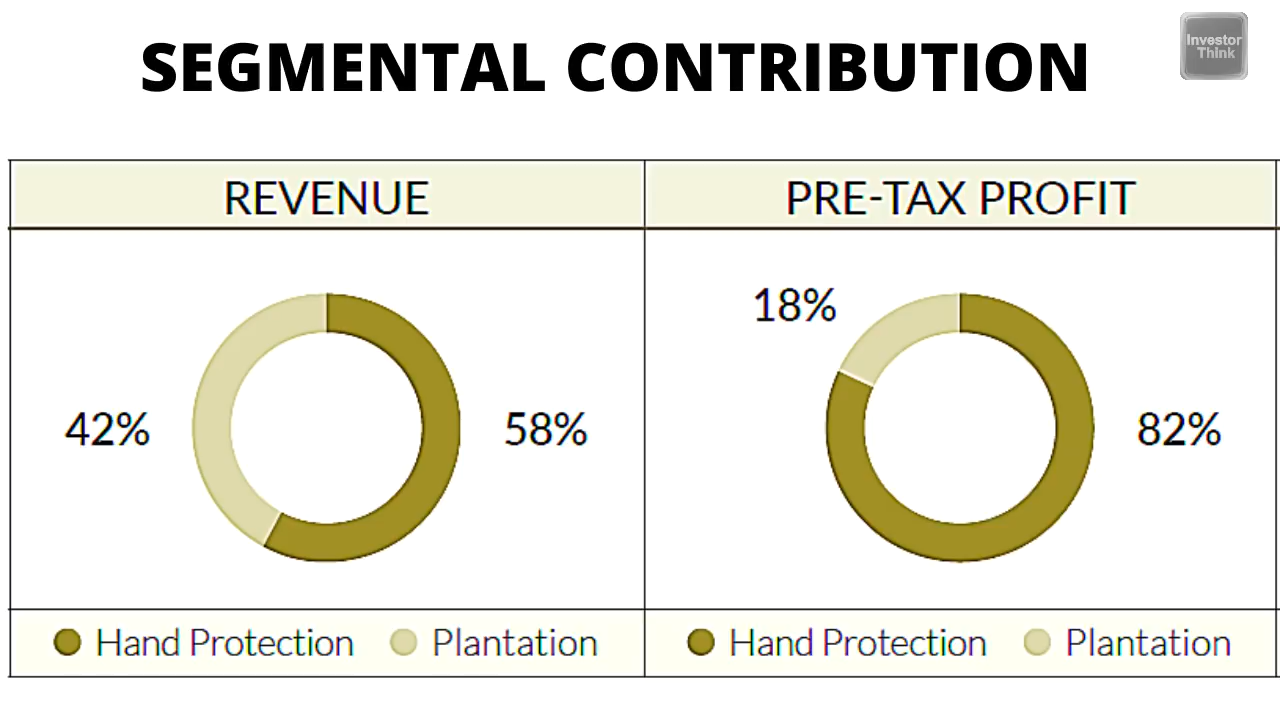 SEGMENTAL CONTRIBUTION
Investor
Think
REVENUE
PRE-TAX PROFIT
42%
58%
18%
82%
Hand Protection
Plantation
Hand Protection
Plantation